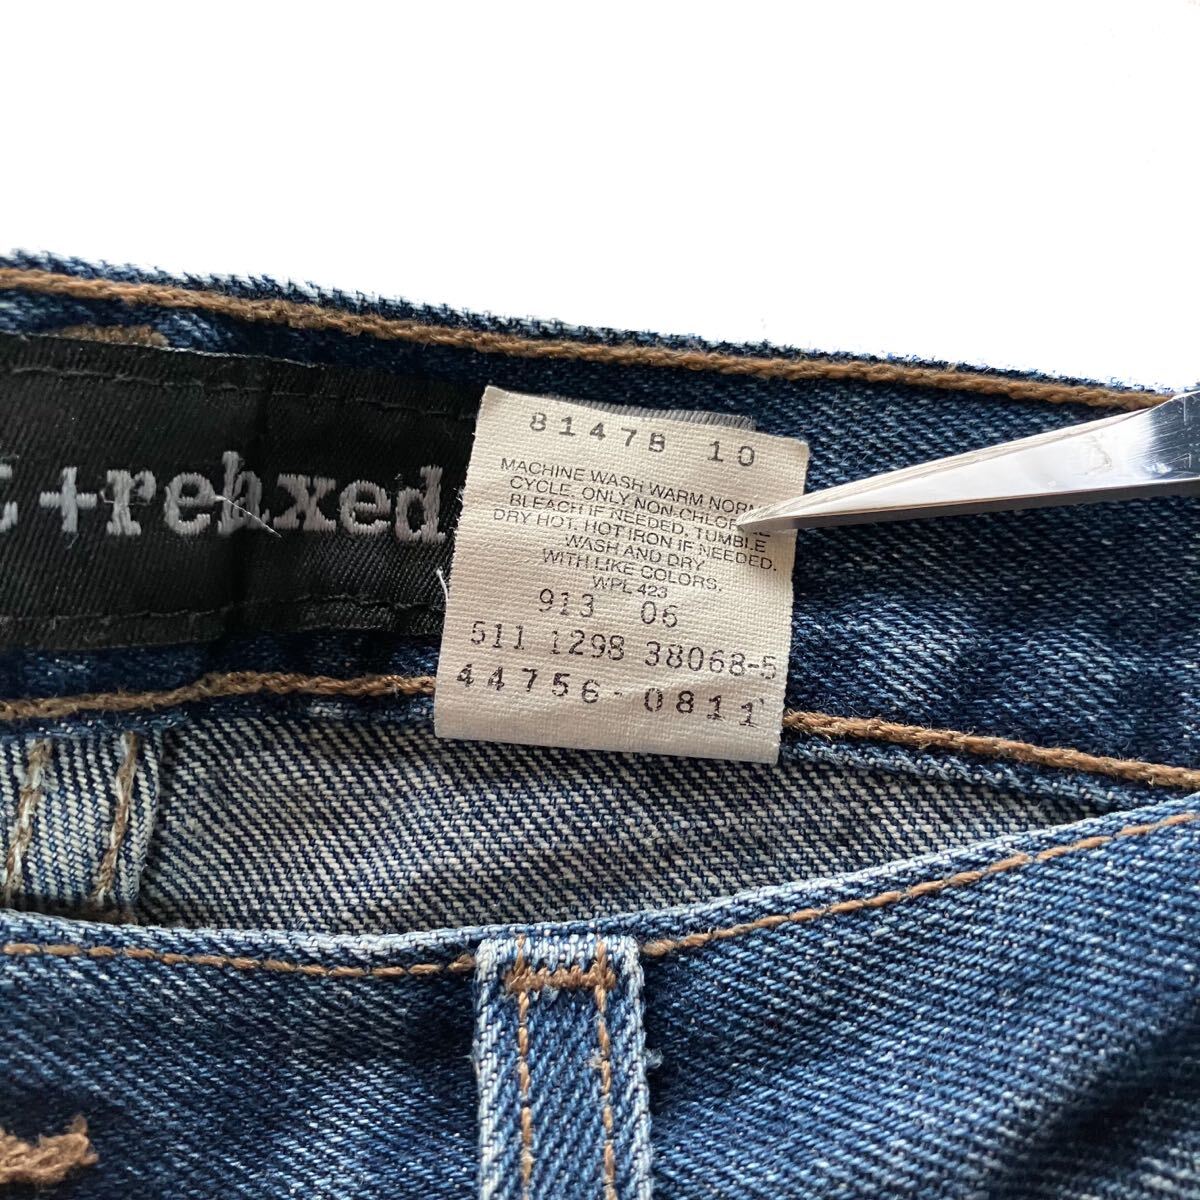 +relaxed
81478 10
MACHINE WASH WARM NORM
CYCLE. ONLY NON-CHLOR
BLEACH IF NEEDED. TUMBLE
DRY HOT. HOT IRON IF NEEDED.
WASH AND DRY
WITH LIKE COLORS.
WPL 423
913 06
511 1298 38068-5
44756-0811